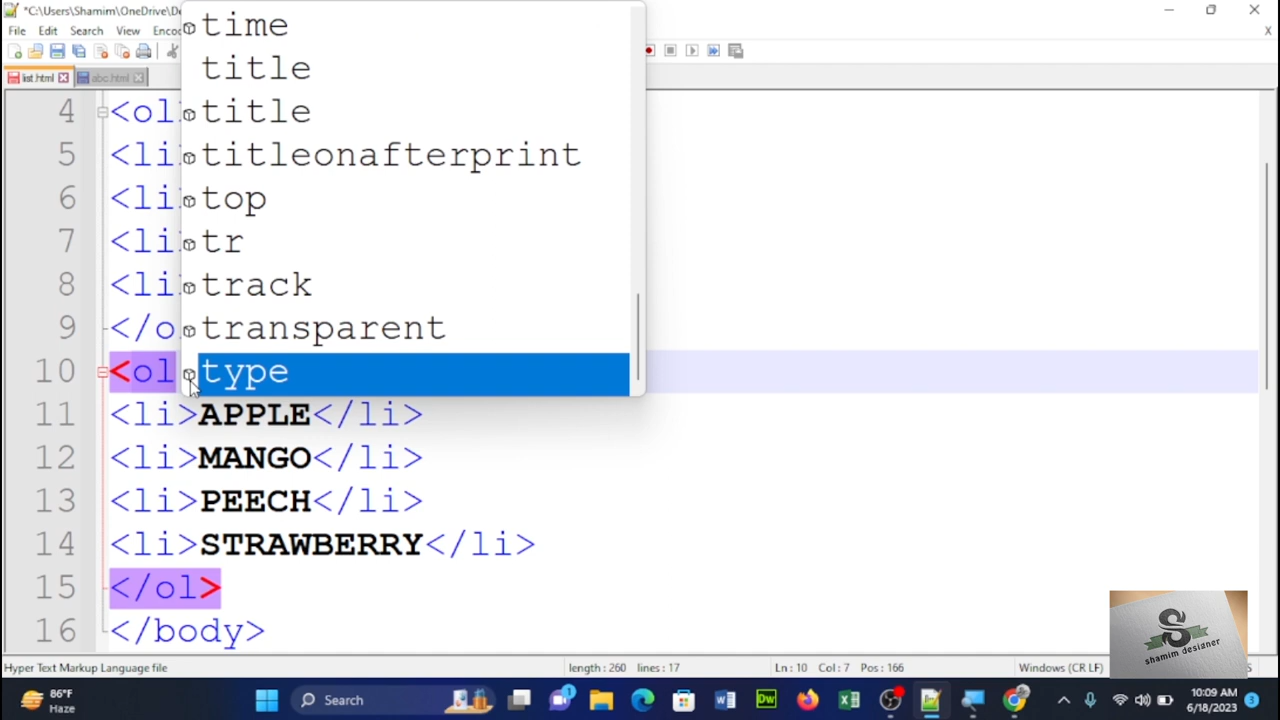 *C:\Users\Shamim\OneDrive\De
File Edit Search View Encod
X
list.html abc.html
time
title
title
titleonafterprint
top
tr
track
transparent
type
4 <ol
5 <li
6 <li
7 <li
8 <li
9 </o
10 <ol
11 <li>APPLE</li>
12 <li>MANGO</li>
13 <li>PEECH</li>
14 <li>STRAWBERRY</li>
15 </ol>
16 </body>
S
shamim designer
Hyper Text Markup Language file length : 260 lines : 17 Ln : 10 Col : 7 Pos : 166 Windows (CR LF) S
86°F
Haze
Search
1
W
DW
X
10:09 AM
6/18/2023
3